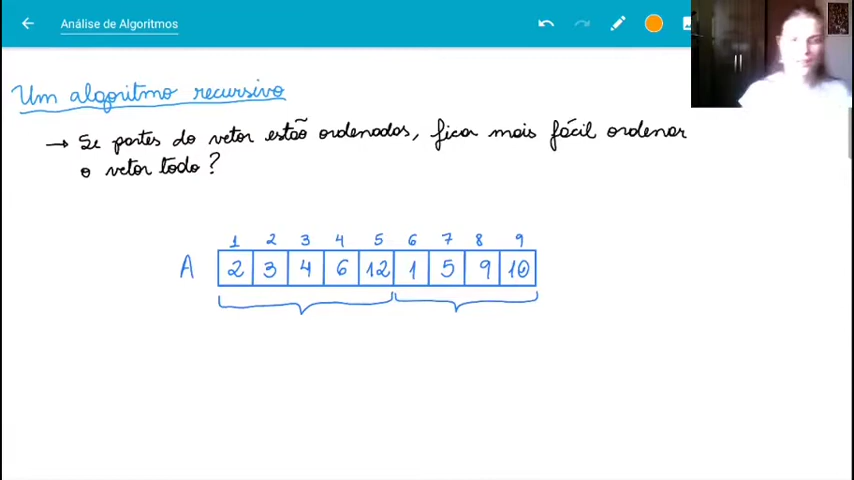 Análise de Algoritmos
Um algoritmo recursivo
→ Se partes do vetor estão ordenadas, fica mais fácil ordenar
o vetor todo?
1 2 3 4 5 6 7 8 9
A 2 3 4 6 12 1 5 9 10